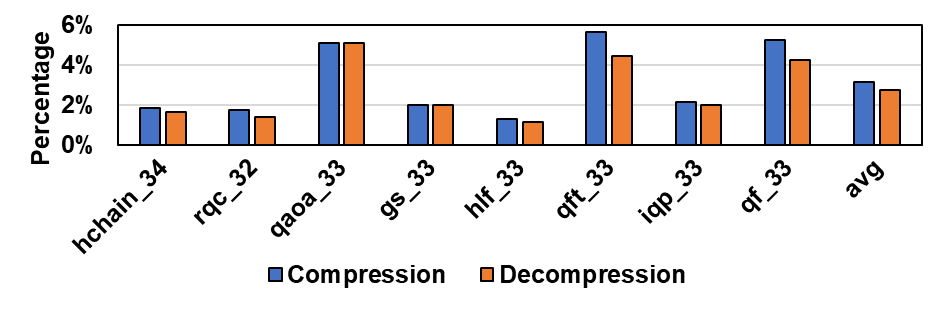 Percentage
6%
4%
2%
0%
hchain_34
rqc_32
qaoa_33
gs_33
hlf_33
qft_33
iqp_33
qf_33
avg
Compression
Decompression